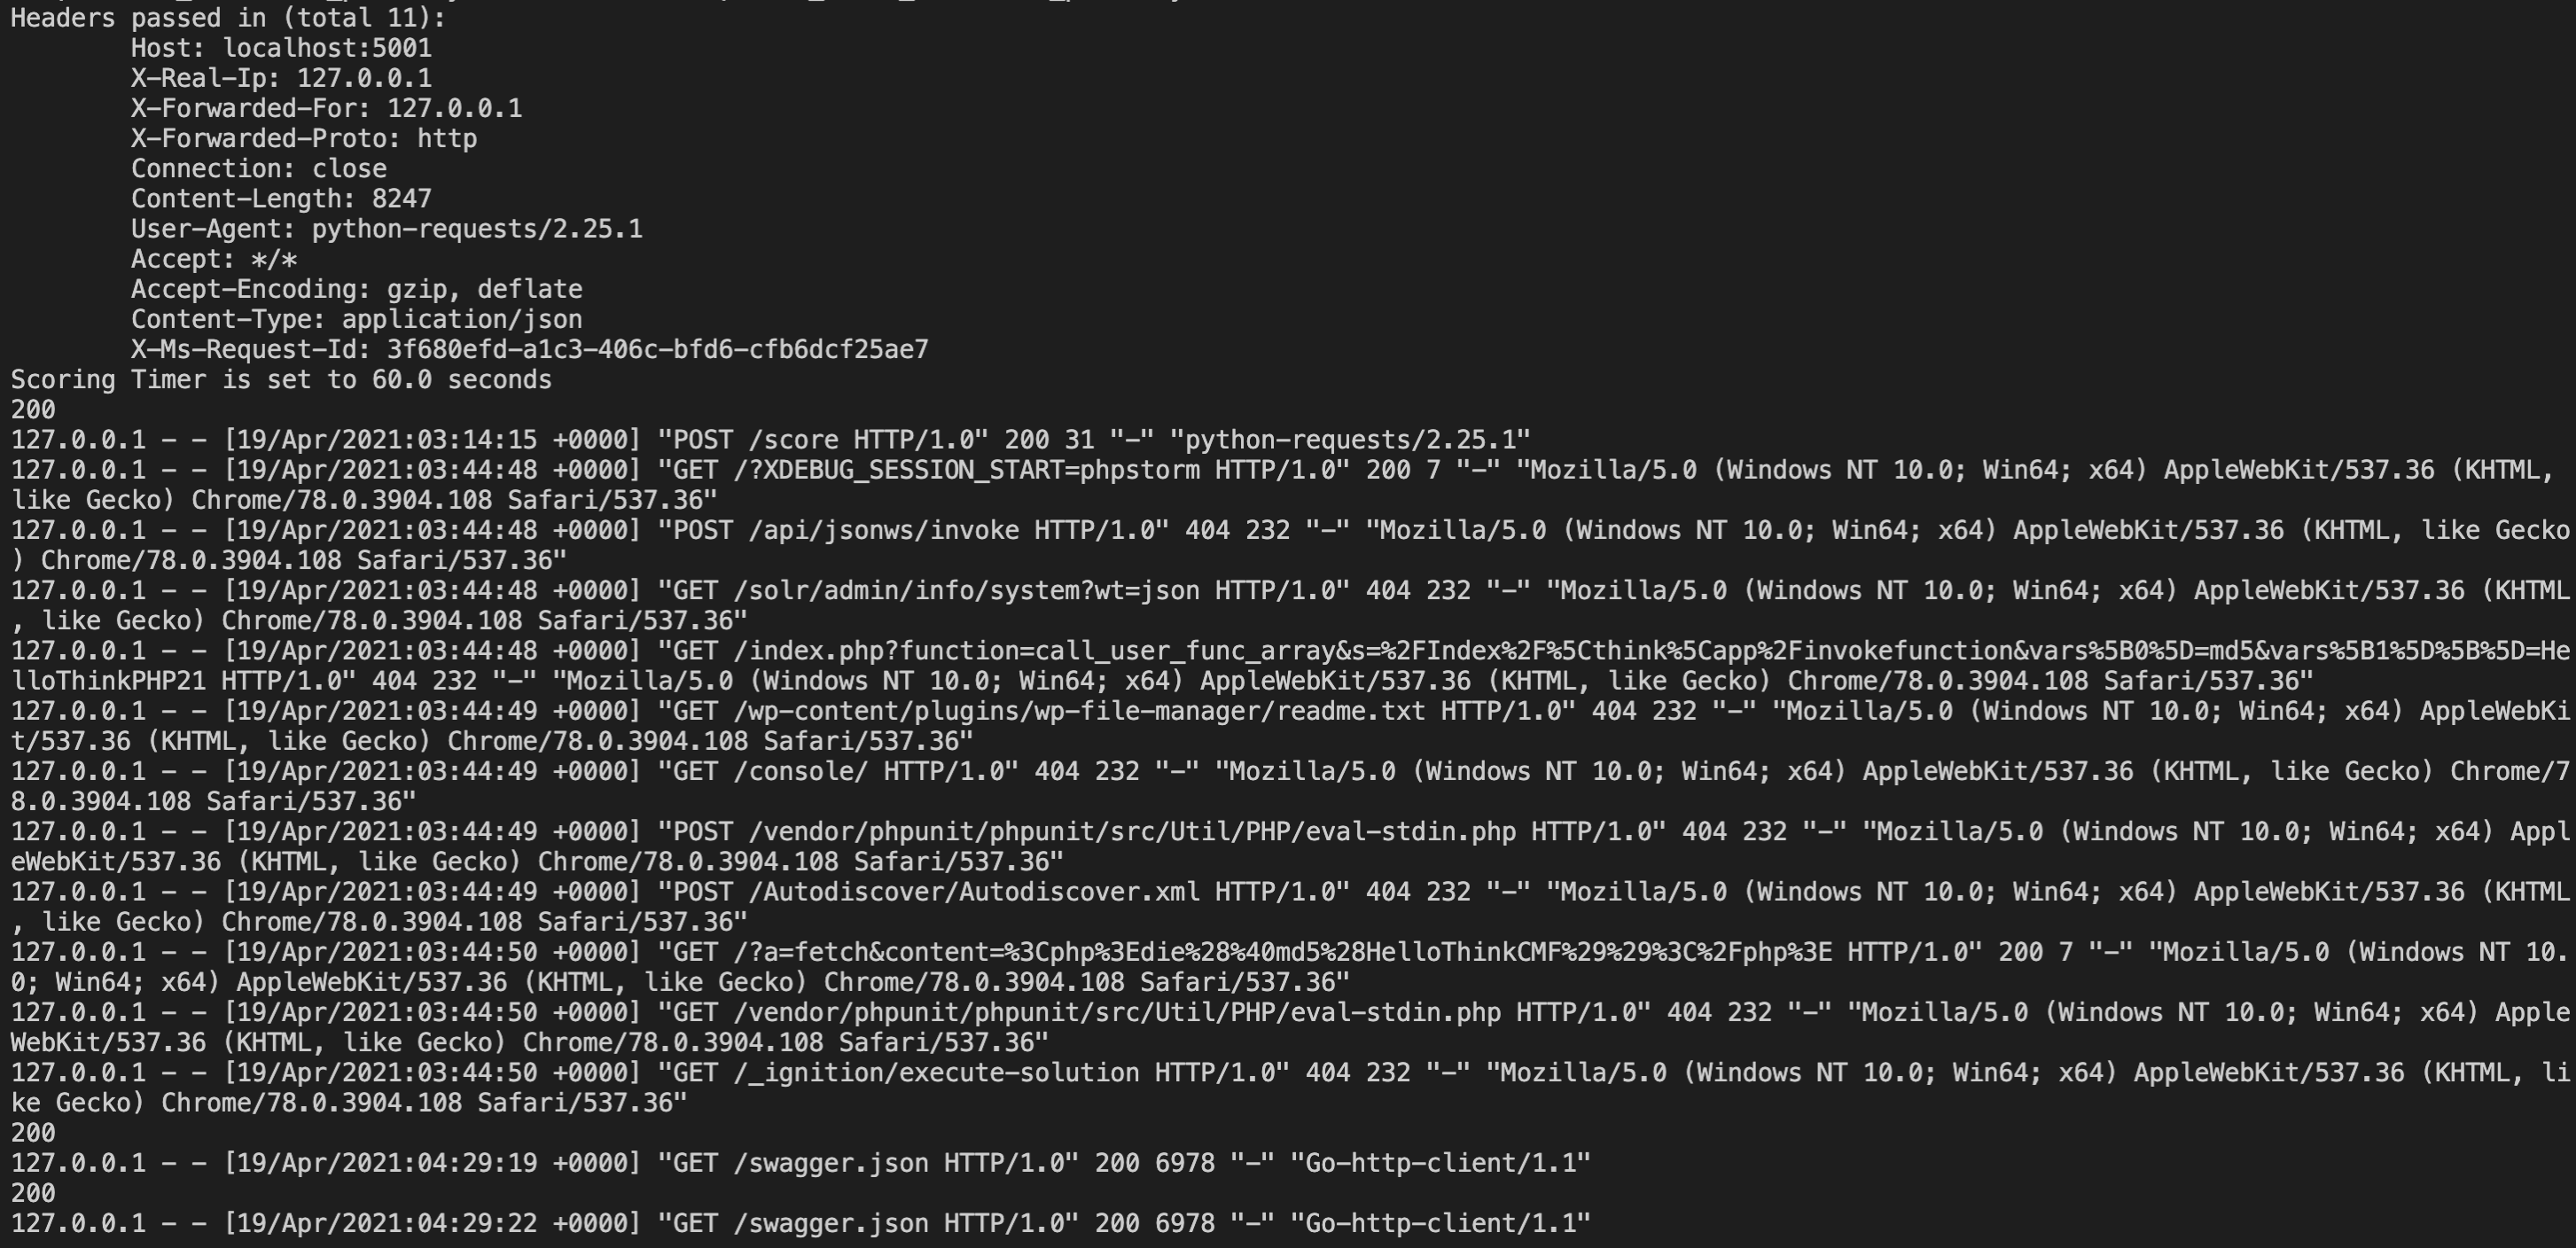 Headers passed in (total 11):
Host: localhost:5001
X-Real-Ip: 127.0.0.1
X-Forwarded-For: 127.0.0.1
X-Forwarded-Proto: http
Connection: close
Content-Length: 8247
User-Agent: python-requests/2.25.1
Accept: */*
Accept-Encoding: gzip, deflate
Content-Type: application/json
X-Ms-Request-Id: 3f680efd-a1c3-406c-bfd6-cfb6dcf25ae7
Scoring Timer is set to 60.0 seconds
200
127.0.0.1 - - [19/Apr/2021:03:14:15 +0000] "POST /score HTTP/1.0" 200 31 "-" "python-requests/2.25.1"
127.0.0.1 - - [19/Apr/2021:03:44:48 +0000] "GET /?XDEBUG_SESSION_START=phpstorm HTTP/1.0" 200 7 "-" "Mozilla/5.0 (Windows NT 10.0; Win64; x64) AppleWebKit/537.36 (KHTML,
like Gecko) Chrome/78.0.3904.108 Safari/537.36"
127.0.0.1 - - [19/Apr/2021:03:44:48 +0000] "POST /api/jsonws/invoke HTTP/1.0" 404 232 "-" "Mozilla/5.0 (Windows NT 10.0; Win64; x64) AppleWebKit/537.36 (KHTML, like Gecko
) Chrome/78.0.3904.108 Safari/537.36"
127.0.0.1 - - [19/Apr/2021:03:44:48 +0000] "GET /solr/admin/info/system?wt=json HTTP/1.0" 404 232 "-" "Mozilla/5.0 (Windows NT 10.0; Win64; x64) AppleWebKit/537.36 (KHTML
, like Gecko) Chrome/78.0.3904.108 Safari/537.36"
127.0.0.1 - - [19/Apr/2021:03:44:48 +0000] "GET /index.php?function=call_user_func_array&s=%2FIndex%2F%5Cthink%5Capp%2Finvokefunction&vars%5B0%5D=md5&vars%5B1%5D%5B%5D=He
lloThinkPHP21 HTTP/1.0" 404 232 "-" "Mozilla/5.0 (Windows NT 10.0; Win64; x64) AppleWebKit/537.36 (KHTML, like Gecko) Chrome/78.0.3904.108 Safari/537.36"
127.0.0.1 - - [19/Apr/2021:03:44:49 +0000] "GET /wp-content/plugins/wp-file-manager/readme.txt HTTP/1.0" 404 232 "-" "Mozilla/5.0 (Windows NT 10.0; Win64; x64) AppleWebKi
t/537.36 (KHTML, like Gecko) Chrome/78.0.3904.108 Safari/537.36"
127.0.0.1 - - [19/Apr/2021:03:44:49 +0000] "GET /console/ HTTP/1.0" 404 232 "-" "Mozilla/5.0 (Windows NT 10.0; Win64; x64) AppleWebKit/537.36 (KHTML, like Gecko) Chrome/7
8.0.3904.108 Safari/537.36"
127.0.0.1 - - [19/Apr/2021:03:44:49 +0000] "POST /vendor/phpunit/phpunit/src/Util/PHP/eval-stdin.php HTTP/1.0" 404 232 "-" "Mozilla/5.0 (Windows NT 10.0; Win64; x64) Appl
eWebKit/537.36 (KHTML, like Gecko) Chrome/78.0.3904.108 Safari/537.36"
127.0.0.1 - - [19/Apr/2021:03:44:49 +0000] "POST /Autodiscover/Autodiscover.xml HTTP/1.0" 404 232 "-" "Mozilla/5.0 (Windows NT 10.0; Win64; x64) AppleWebKit/537.36 (KHTML
, like Gecko) Chrome/78.0.3904.108 Safari/537.36"
127.0.0.1 - - [19/Apr/2021:03:44:50 +0000] "GET /?a=fetch&content=%3Cphp%3Edie%28%40md5%28HelloThinkCMF%29%29%3C%2Fphp%3E HTTP/1.0" 200 7 "-" "Mozilla/5.0 (Windows NT 10.
0; Win64; x64) AppleWebKit/537.36 (KHTML, like Gecko) Chrome/78.0.3904.108 Safari/537.36"
127.0.0.1 - - [19/Apr/2021:03:44:50 +0000] "GET /vendor/phpunit/phpunit/src/Util/PHP/eval-stdin.php HTTP/1.0" 404 232 "-" "Mozilla/5.0 (Windows NT 10.0; Win64; x64) Apple
WebKit/537.36 (KHTML, like Gecko) Chrome/78.0.3904.108 Safari/537.36"
127.0.0.1 - - [19/Apr/2021:03:44:50 +0000] "GET /_ignition/execute-solution HTTP/1.0" 404 232 "-" "Mozilla/5.0 (Windows NT 10.0; Win64; x64) AppleWebKit/537.36 (KHTML, li
ke Gecko) Chrome/78.0.3904.108 Safari/537.36"
200
127.0.0.1 - - [19/Apr/2021:04:29:19 +0000] "GET /swagger.json HTTP/1.0" 200 6978 "-" "Go-http-client/1.1"
200
127.0.0.1 - - [19/Apr/2021:04:29:22 +0000] "GET /swagger.json HTTP/1.0" 200 6978 "-" "Go-http-client/1.1"